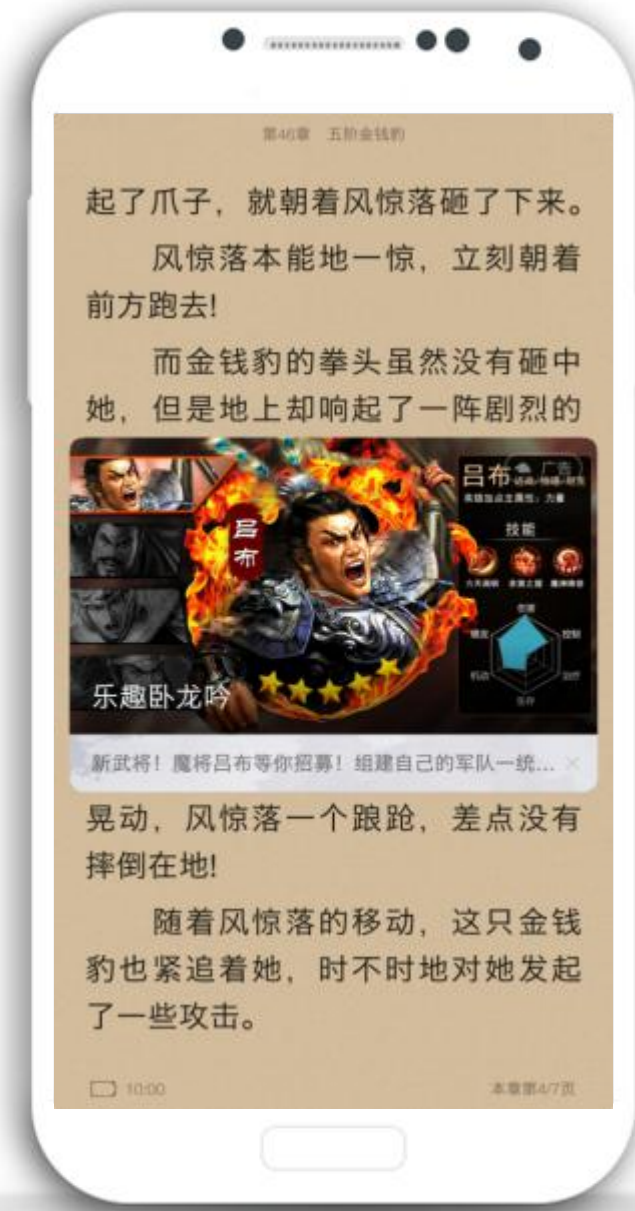 第46章 五阶金钱豹
起了爪子，就朝着风惊落砸了下来。
风惊落本能地一惊，立刻朝着
前方跑去!
而金钱豹的拳头虽然没有砸中
她，但是地上却响起了一阵剧烈的
吕布
广告
吕布
技能
控制
治疗
生存
机动
乐趣卧龙吟
新武将！魔将吕布等你招募！组建自己的军队一统...
晃动，风惊落一个踉跄，差点没有
摔倒在地!
随着风惊落的移动，这只金钱
豹也紧追着她，时不时地对她发起
了一些攻击。
10:00
本章第4/7页